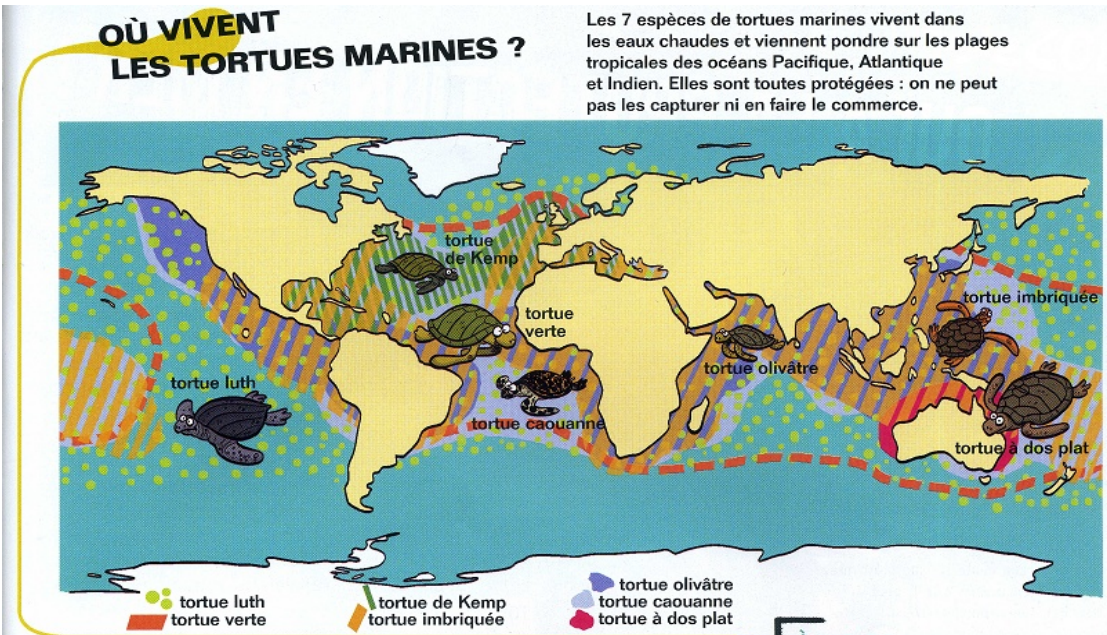 OÙ VIVENT
LES TORTUES MARINES ?
Les 7 espèces de tortues marines vivent dans
les eaux chaudes et viennent pondre sur les plages
tropicales des océans Pacifique, Atlantique
et Indien. Elles sont toutes protégées : on ne peut
pas les capturer ni en faire le commerce.
tortue
de Kemp
tortue imbriquée
tortue
verte
tortue olivâtre
tortue luth
tortue caouanne
tortue à dos plat
tortue luth
tortue verte
tortue de Kemp
tortue imbriquée
tortue olivâtre
tortue caouanne
tortue à dos plat